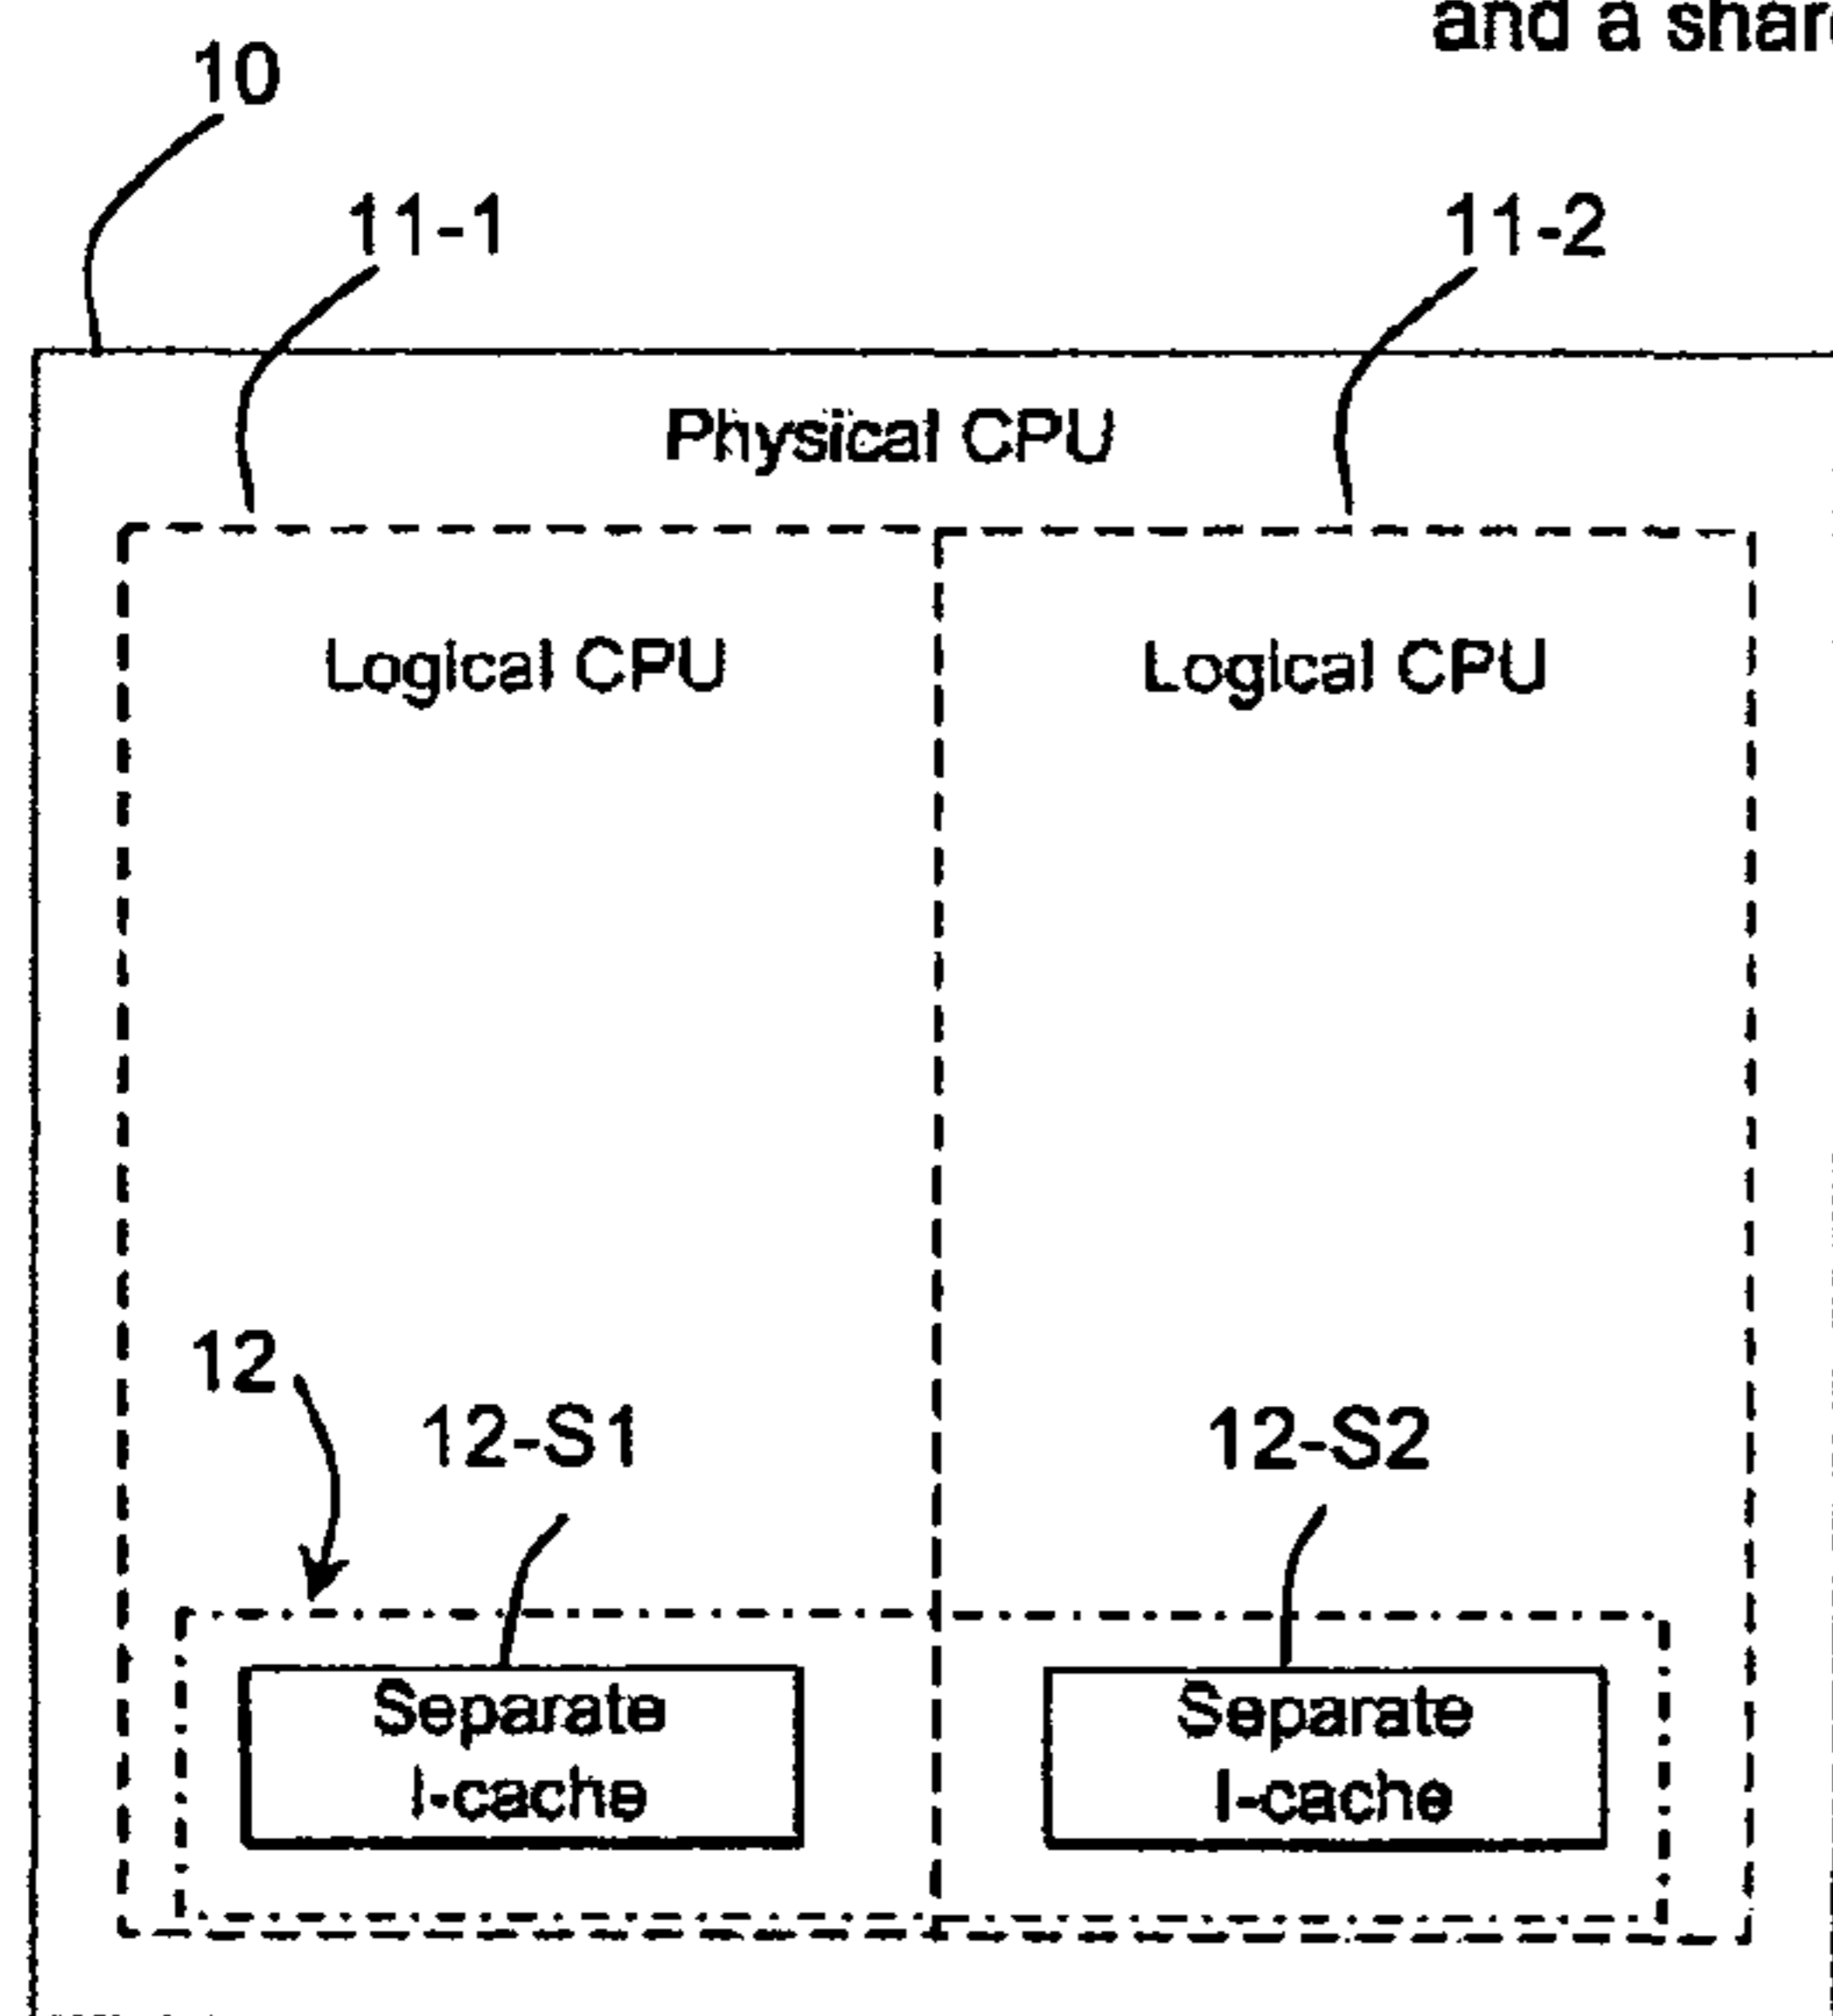 and a shar
10
11-1
11-2
Physical CPU
Logical CPU
Logical CPU
12
12-S1
12-S2
Separate
I-cache
Separate
I-cache